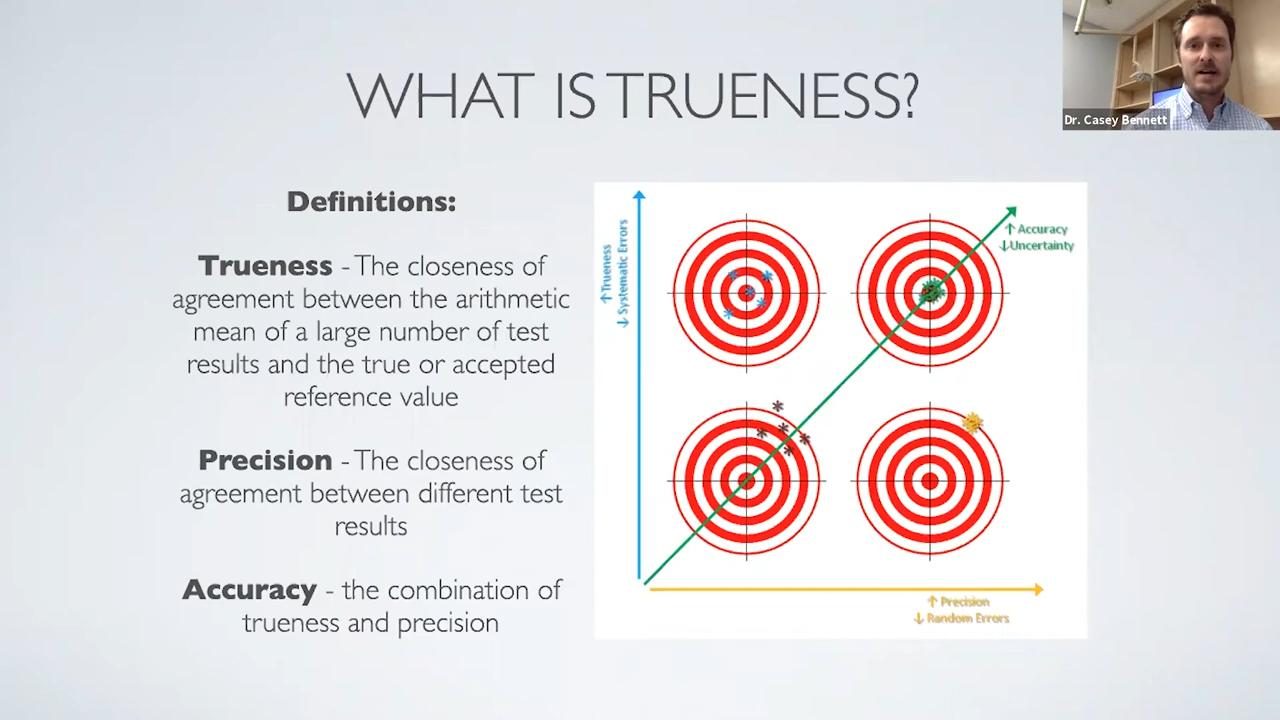 WHAT IS TRUENESS?
Dr. Casey Bennett
Definitions:
Trueness - The closeness of
agreement between the arithmetic
mean of a large number of test
results and the true or accepted
reference value
Precision - The closeness of
agreement between different test
results
Accuracy - the combination of
trueness and precision
↑Trueness
↓ Systematic Errors
↑ Accuracy
↓Uncertainty
↑ Precision
↓ Random Errors